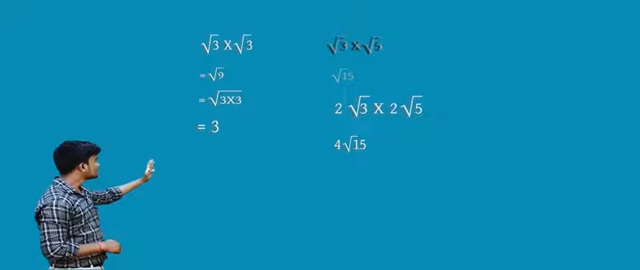 √3 X √3
= √9
= √3X3
= 3
√3 X √5
√15
2 √3 X 2 √5
4√15